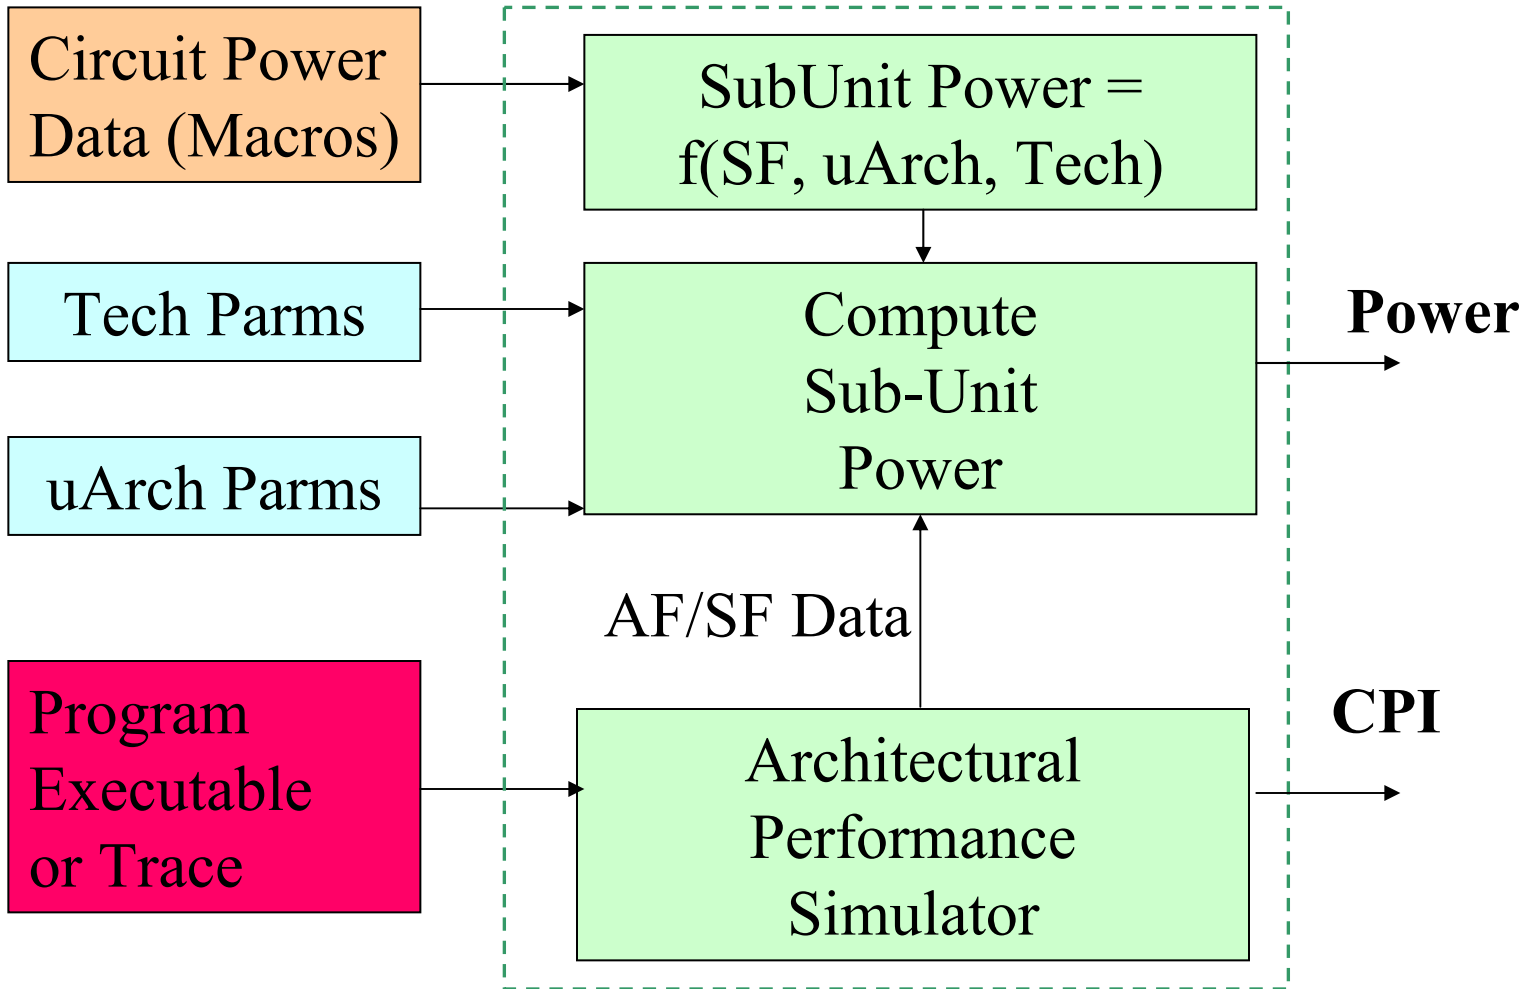 Circuit Power
Data (Macros)
SubUnit Power =
f(SF, uArch, Tech)
Tech Parms
uArch Parms
Compute
Sub-Unit
Power
Power
AF/SF Data
Program
Executable
or Trace
Architectural
Performance
Simulator
CPI